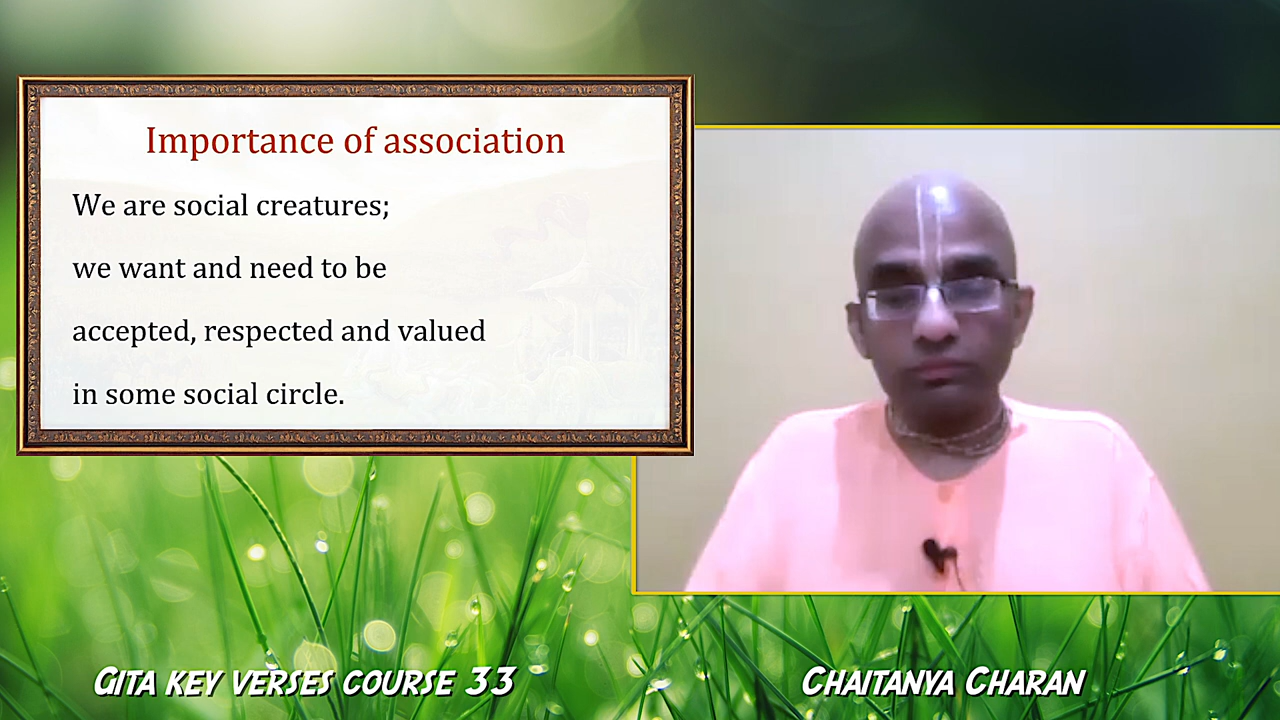 Importance of association
We are social creatures;
we want and need to be
accepted, respected and valued
in some social circle.
Gita key verses course 33
Chaitanya Charan